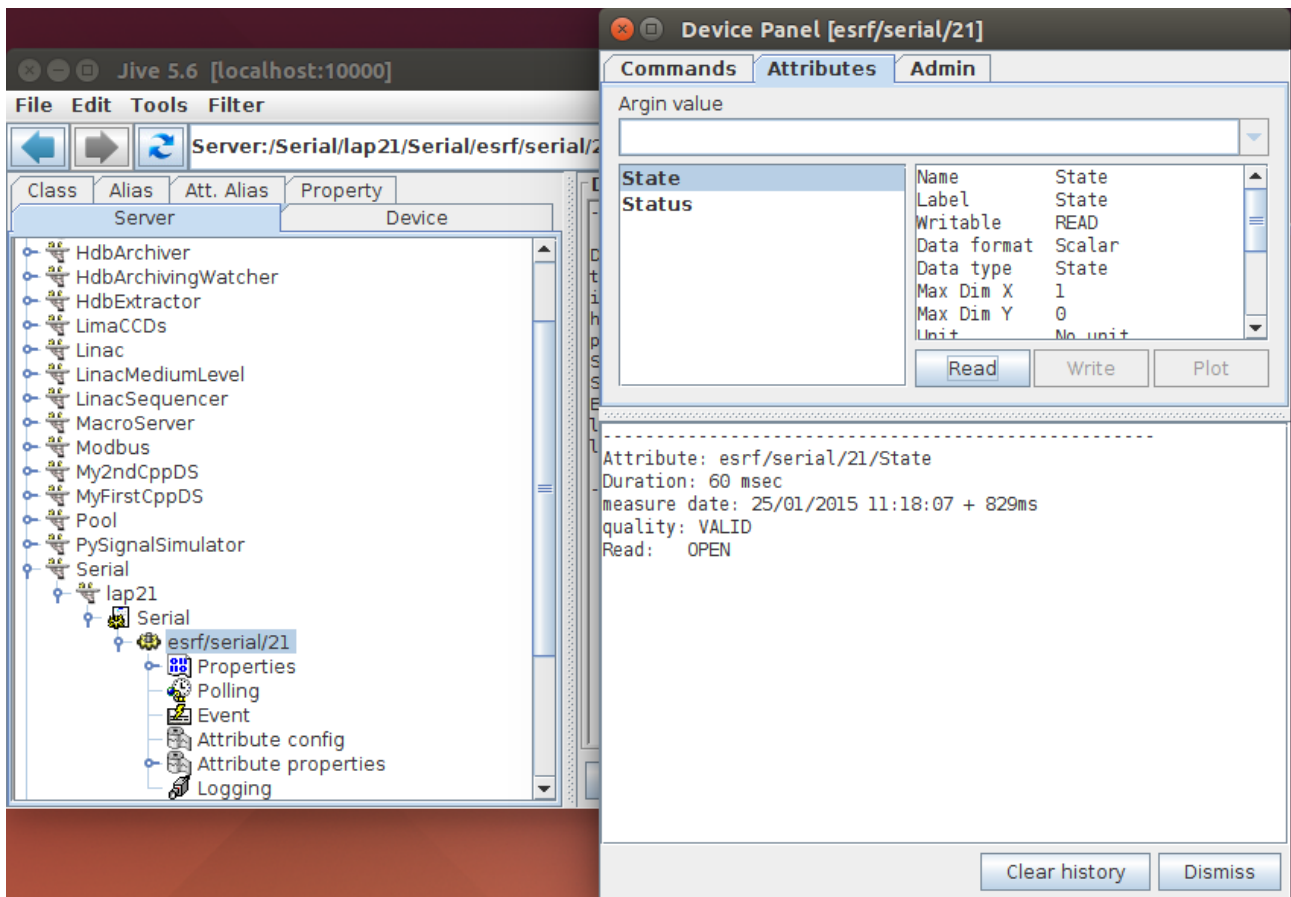 Jive 5.6 [localhost:10000]
File Edit Tools Filter
Server:/Serial/lap21/Serial/esrf/serial/2
Class Alias Att. Alias Property
Server Device
HdbArchiver
HdbArchivingWatcher
HdbExtractor
LimaCCDs
Linac
LinacMediumLevel
LinacSequencer
MacroServer
Modbus
My2ndCppDS
MyFirstCppDS
Pool
PySignalSimulator
Serial
lap21
Serial
esrf/serial/21
Properties
Polling
Event
Attribute config
Attribute properties
Logging
Device Panel [esrf/serial/21]
Commands Attributes Admin
Argin value
State
Status
Name State
Label State
Writable READ
Data format Scalar
Data type State
Max Dim X 1
Max Dim Y 0
Unit No unit
Read Write Plot
-----------------------------------------------------
Attribute: esrf/serial/21/State
Duration: 60 msec
measure date: 25/01/2015 11:18:07 + 829ms
quality: VALID
Read: OPEN
Clear history Dismiss